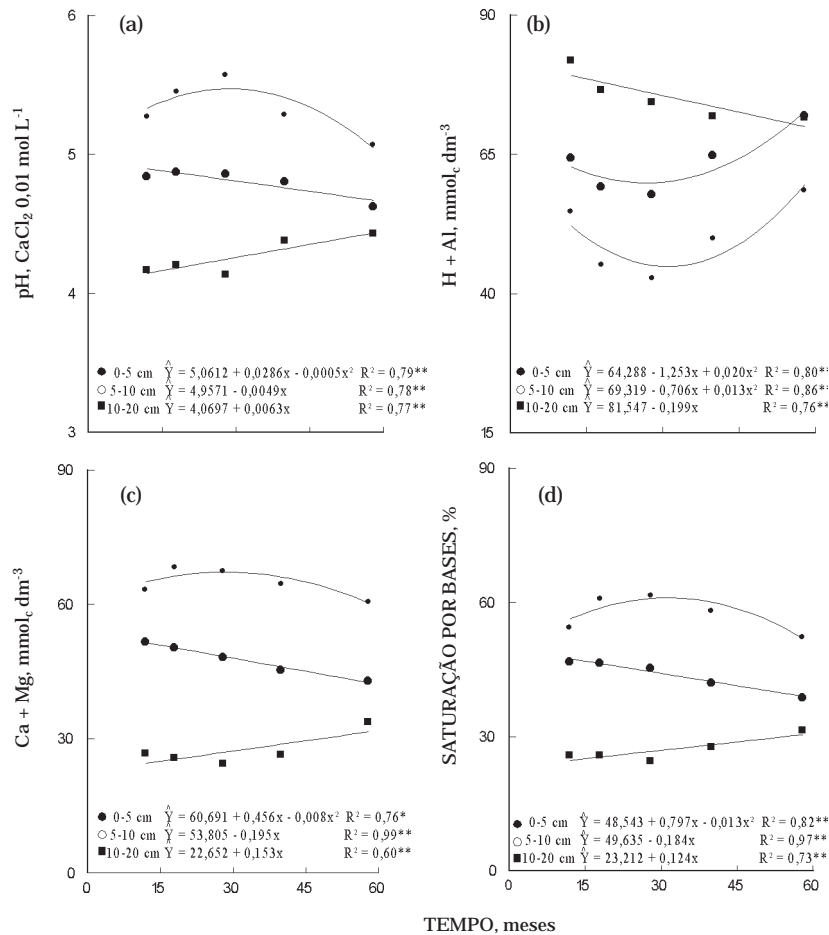 (a)
6
5
4
3
pH, CaCl₂ 0,01 mol L⁻¹
0-5 cm Ŷ = 5,0612 + 0,0286x - 0,0005x² R² = 0,79**
5-10 cm Ŷ = 4,9571 - 0,0049x R² = 0,78**
10-20 cm Ŷ = 4,0697 + 0,0063x R² = 0,77**
(b)
90
65
40
15
H + Al, mmol_c dm⁻³
0-5 cm Ŷ = 64,288 - 1,253x + 0,020x² R² = 0,80**
5-10 cm Ŷ = 69,319 - 0,706x + 0,013x² R² = 0,86**
10-20 cm Ŷ = 81,547 - 0,199x R² = 0,76**
(c)
90
60
30
0
Ca + Mg, mmol_c dm⁻³
0-5 cm Ŷ = 60,691 + 0,456x - 0,008x² R² = 0,76*
5-10 cm Ŷ = 53,805 - 0,195x R² = 0,99**
10-20 cm Ŷ = 22,652 + 0,153x R² = 0,60**
0 30 60
(d)
90
60
30
0
SATURAÇÃO POR BASES, %
0-5 cm Ŷ = 48,543 + 0,797x - 0,013x² R² = 0,82**
5-10 cm Ŷ = 49,635 - 0,184x R² = 0,97**
10-20 cm Ŷ = 23,212 + 0,124x R² = 0,73**
0 15 30 45 60
TEMPO, meses